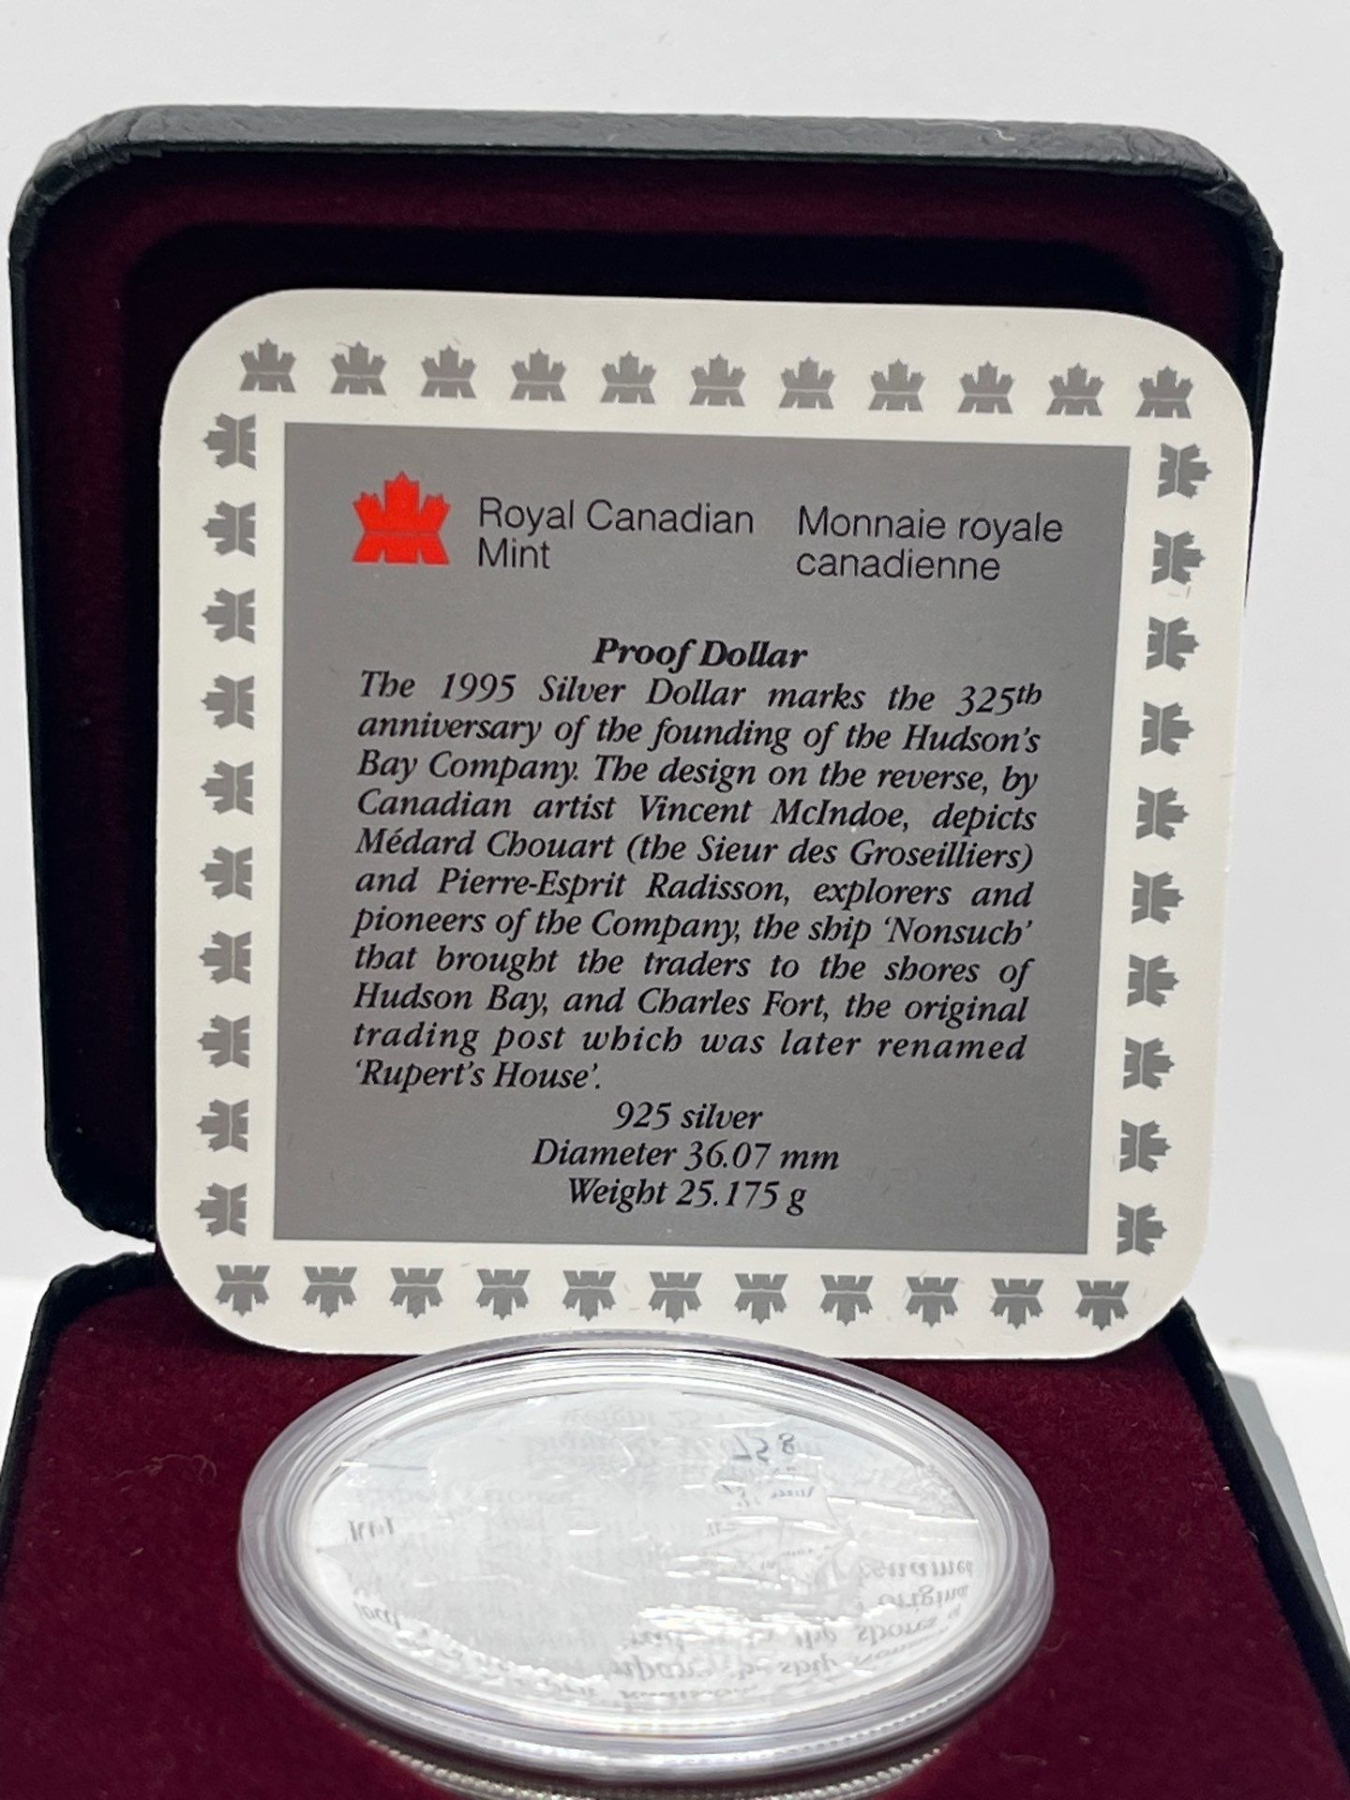 Royal Canadian Mint
Monnaie royale canadienne
Proof Dollar
The 1995 Silver Dollar marks the 325th
anniversary of the founding of the Hudson's
Bay Company. The design on the reverse, by
Canadian artist Vincent McIndoe, depicts
Médard Chouart (the Sieur des Groseilliers)
and Pierre-Esprit Radisson, explorers and
pioneers of the Company, the ship 'Nonsuch'
that brought the traders to the shores of
Hudson Bay, and Charles Fort, the original
trading post which was later renamed
'Rupert's House'.
925 silver
Diameter 36.07 mm
Weight 25.175 g